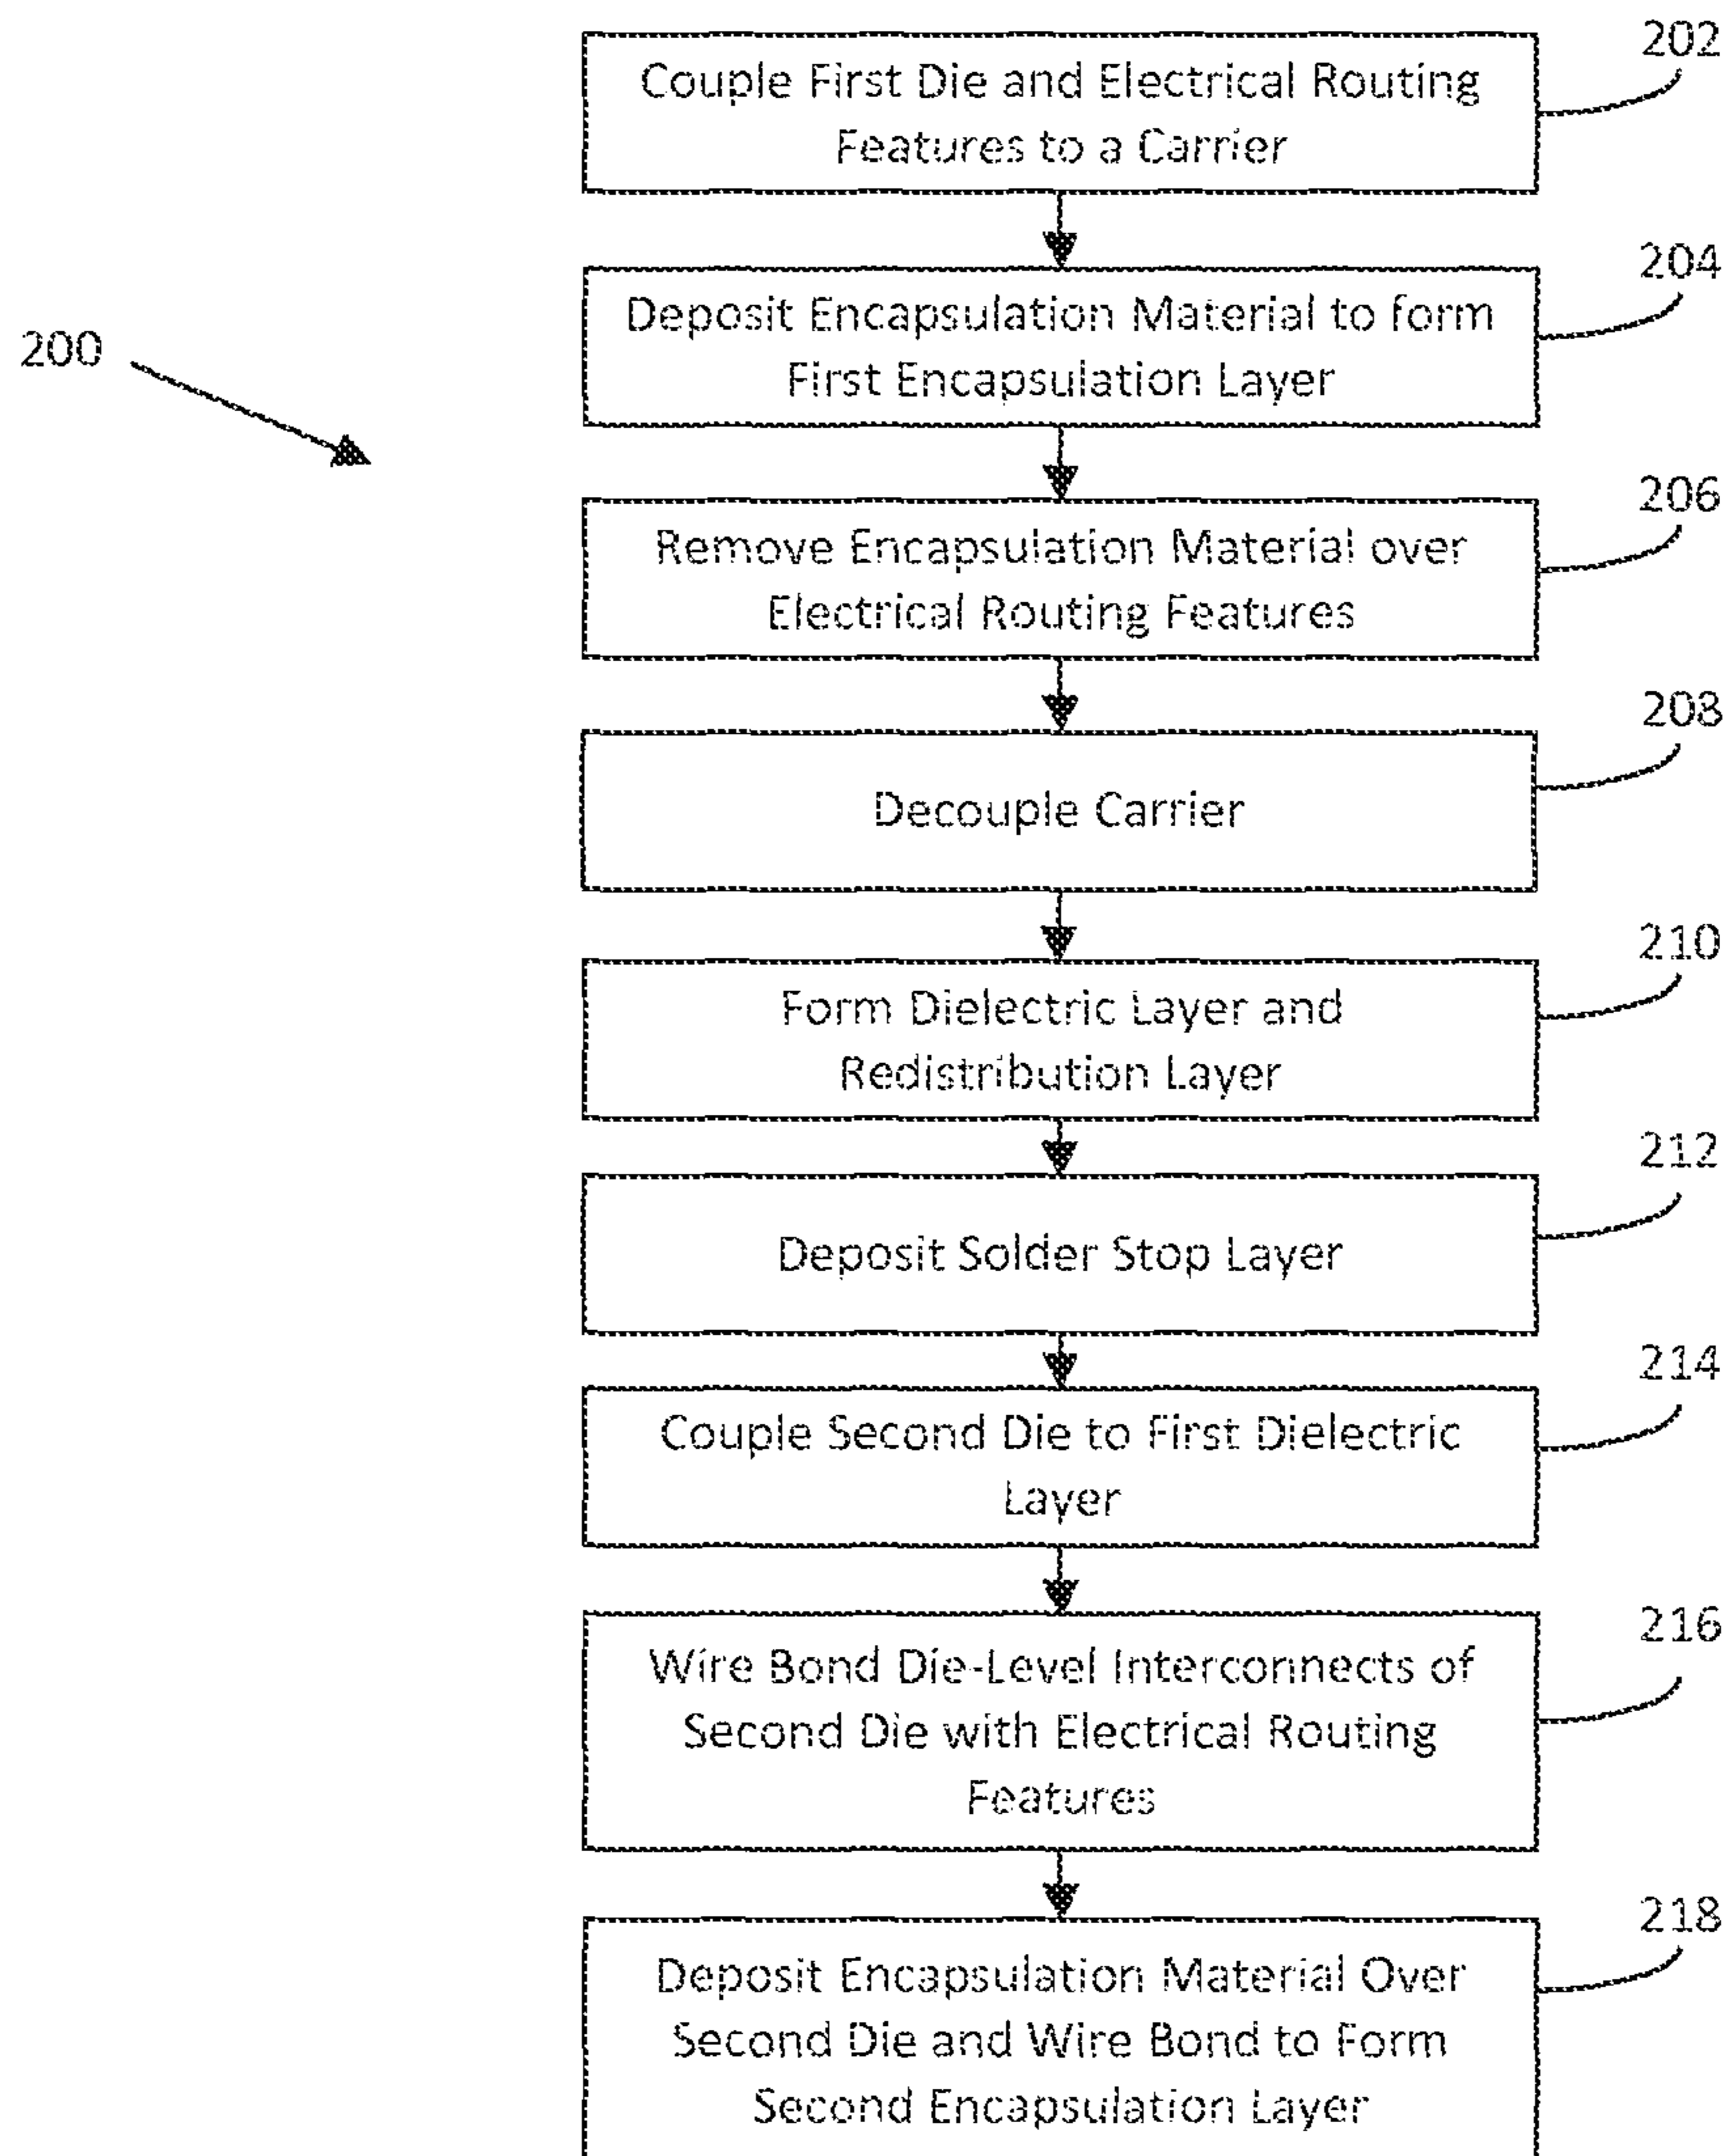 202
Couple First Die and Electrical Routing
Features to a Carrier
204
Deposit Encapsulation Material to form
First Encapsulation Layer
200
206
Remove Encapsulation Material over
Electrical Routing Features
208
Decouple Carrier
210
Form Dielectric Layer and
Redistribution Layer
212
Deposit Solder Stop Layer
214
Couple Second Die to First Dielectric
Layer
216
Wire Bond Die-Level Interconnects of
Second Die with Electrical Routing
Features
218
Deposit Encapsulation Material Over
Second Die and Wire Bond to Form
Second Encapsulation Layer